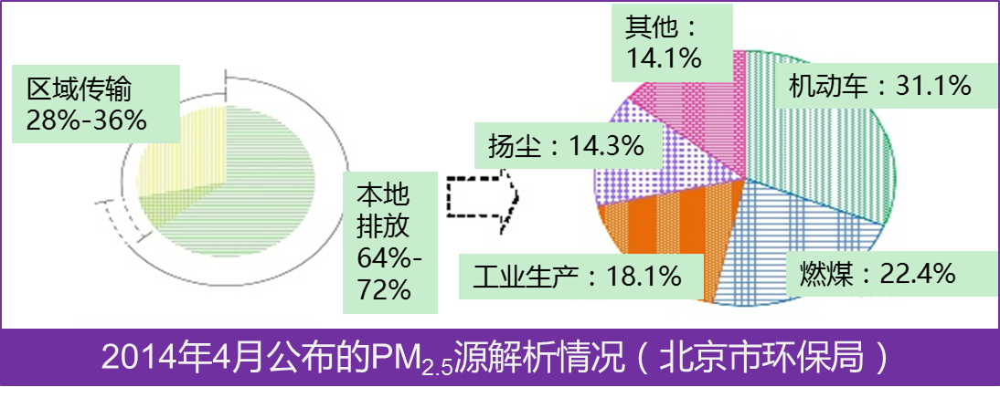 区域传输
28%-36%
本地
排放
64%-
72%
其他：
14.1%
机动车：31.1%
扬尘：14.3%
工业生产：18.1%
燃煤：22.4%
2014年4月公布的PM2.5源解析情况（北京市环保局）